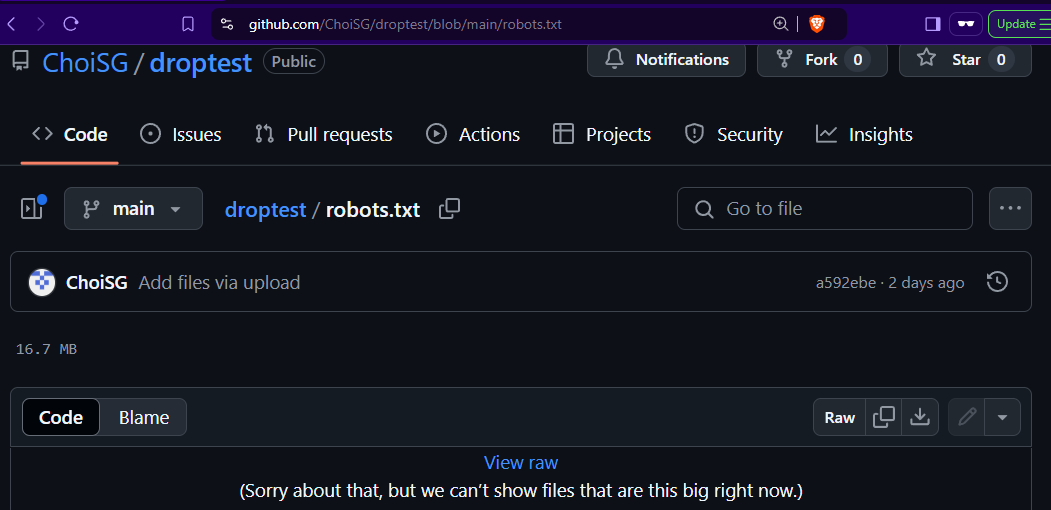 github.com/ChoiSG/droptest/blob/main/robots.txt
Update
ChoiSG / droptest Public
Notifications Fork 0 Star 0
Code Issues Pull requests Actions Projects Security Insights
main droptest / robots.txt Go to file
ChoiSG Add files via upload a592ebe · 2 days ago
16.7 MB
Code Blame Raw
View raw
(Sorry about that, but we can’t show files that are this big right now.)